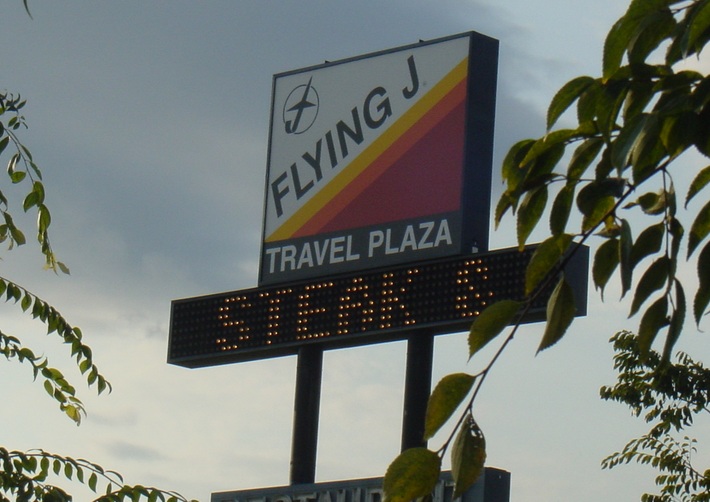 FLYING J
TRAVEL PLAZA
STEAK &